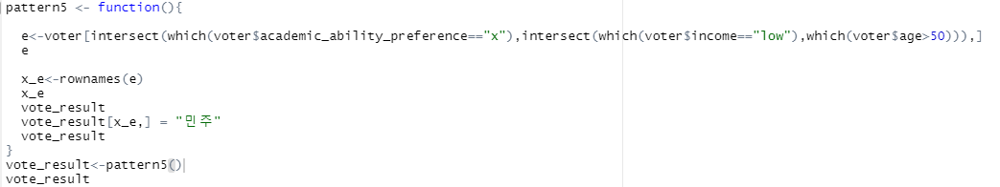 pattern5 <- function(){
e<-voter[intersect(which(voter$academic_ability_preference=="x"),intersect(which(voter$income=="low"),which(voter$age>50))),]
e
x_e<-rownames(e)
x_e
vote_result
vote_result[x_e,] = "민주"
vote_result
}
vote_result<-pattern5()
vote_result